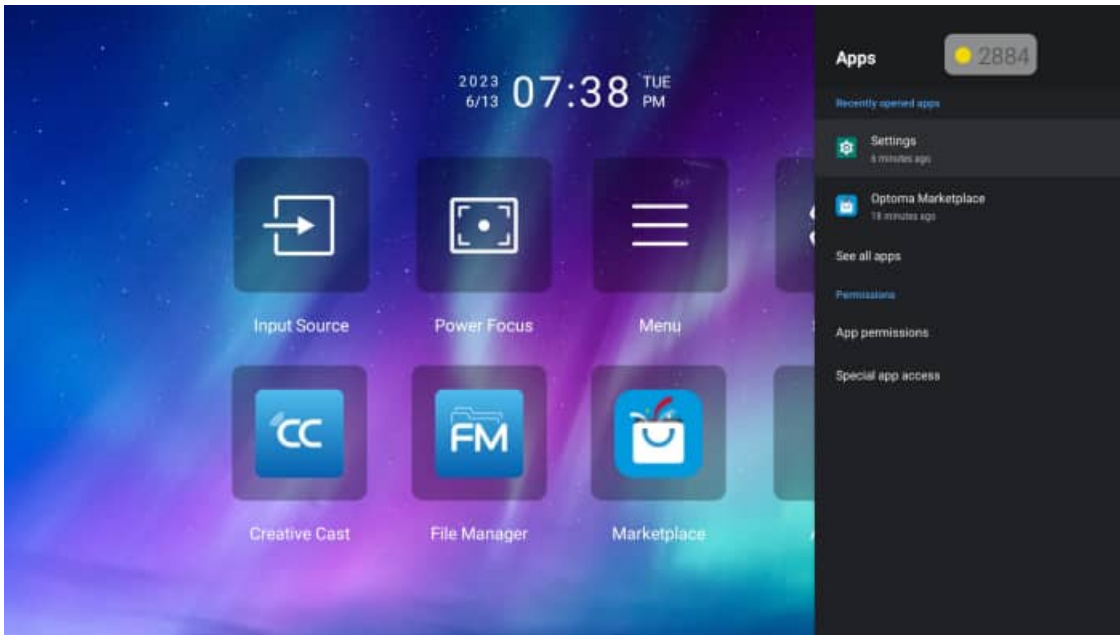 2023
6/13
07:38
TUE
PM
Input Source
Power Focus
Menu
CC
FM
Creative Cast
File Manager
Marketplace
Apps
2884
Recently opened apps
Settings
6 minutes ago
Optoma Marketplace
18 minutes ago
See all apps
Permissions
App permissions
Special app access